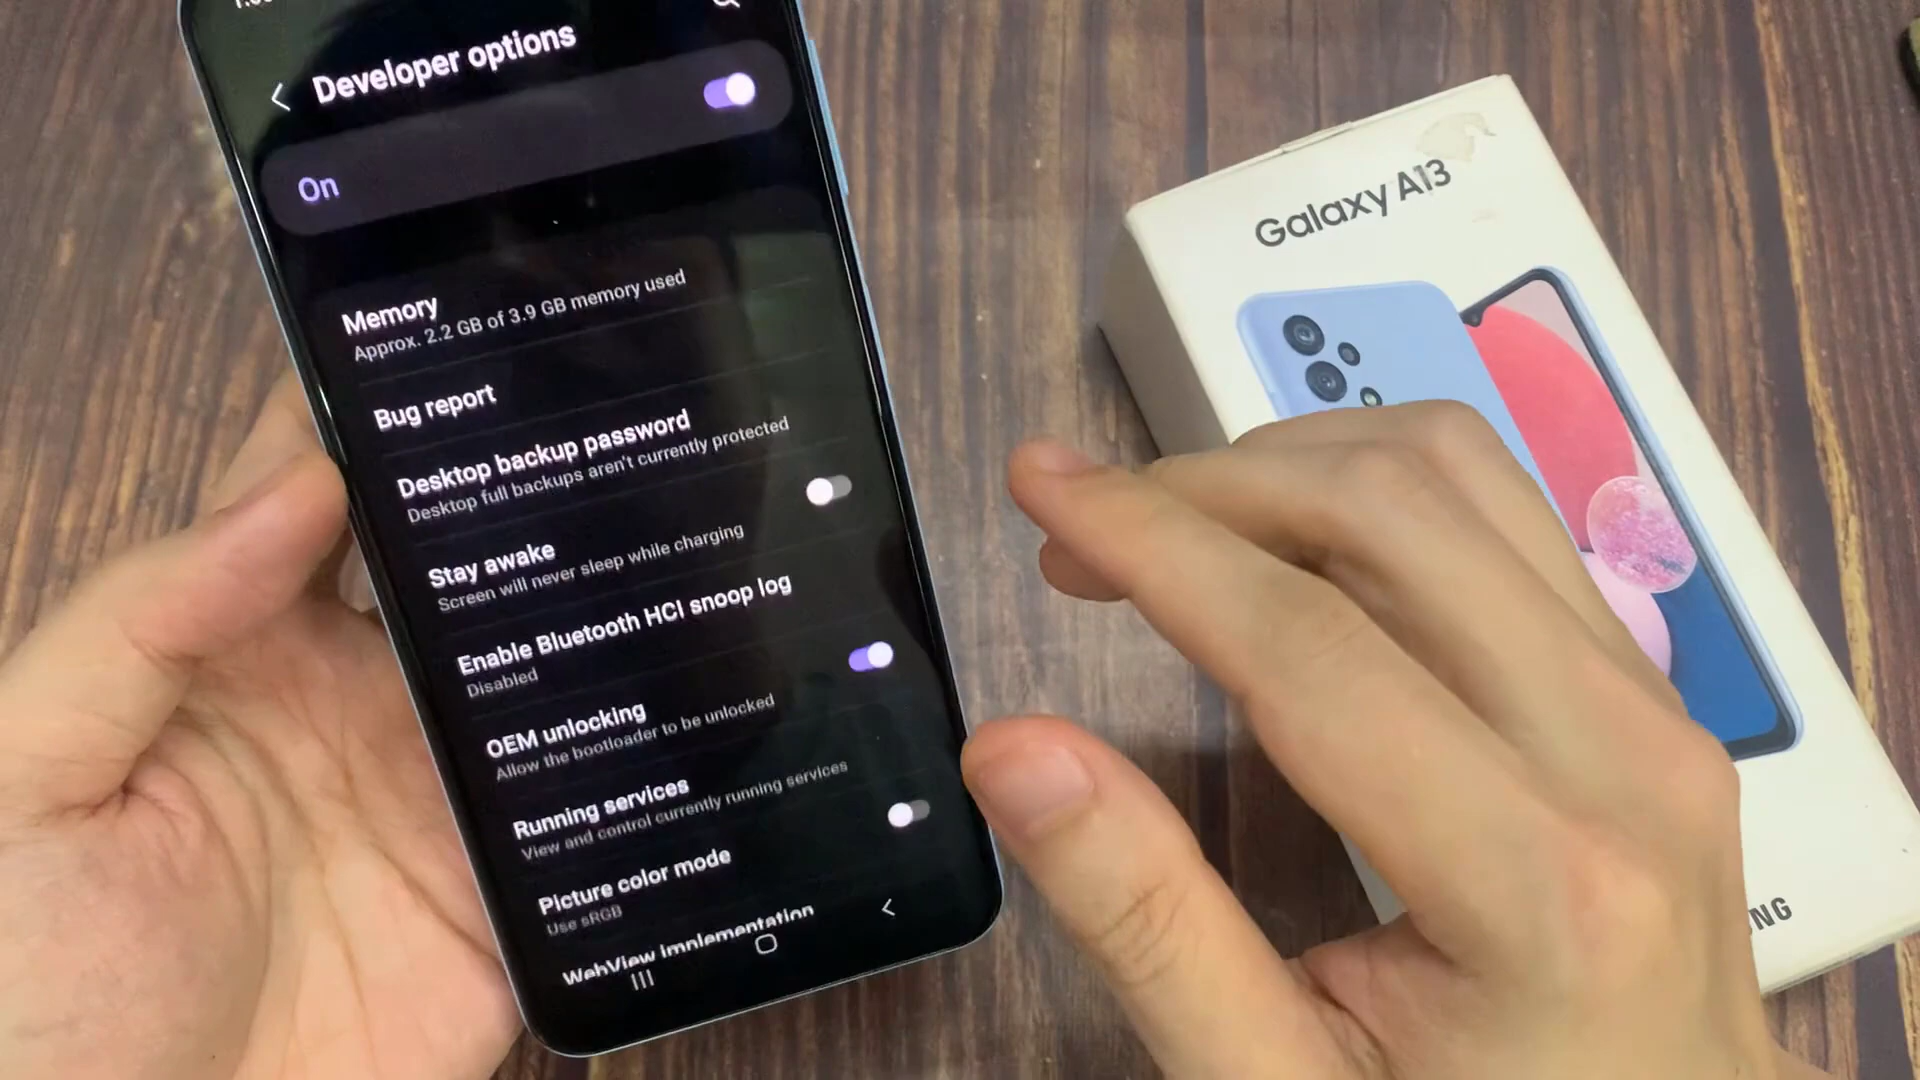 Developer options
On
Memory
Approx. 2.2 GB of 3.9 GB memory used
Bug report
Desktop backup password
Desktop full backups aren't currently protected
Stay awake
Screen will never sleep while charging
Enable Bluetooth HCI snoop log
Disabled
OEM unlocking
Allow the bootloader to be unlocked
Running services
View and control currently running services
Picture color mode
Use sRGB
WebView implementation
Galaxy A13